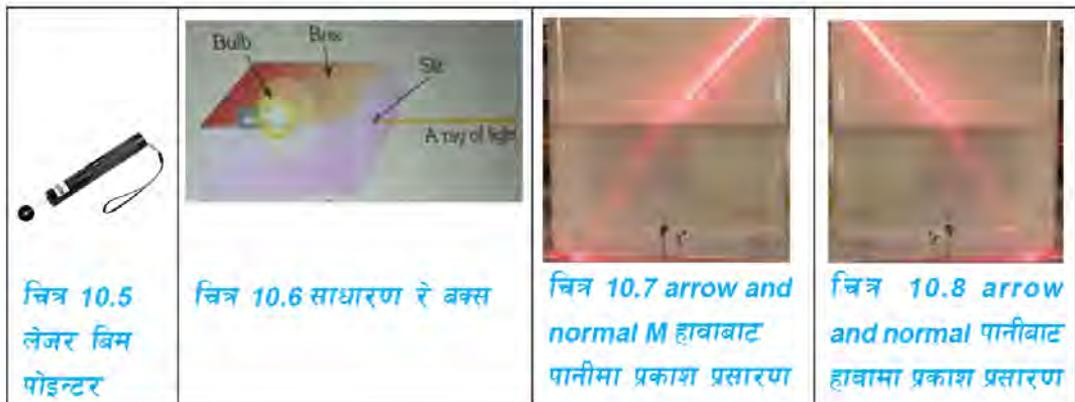 Bulb
Box
Slit
A ray of light
चित्र 10.5
लेजर बिम
पोइन्टर
चित्र 10.6 साधारण रे बक्स
चित्र 10.7 arrow and
normal M हावाबाट
पानीमा प्रकाश प्रसारण
चित्र 10.8 arrow
and normal पानीबाट
हावामा प्रकाश प्रसारण